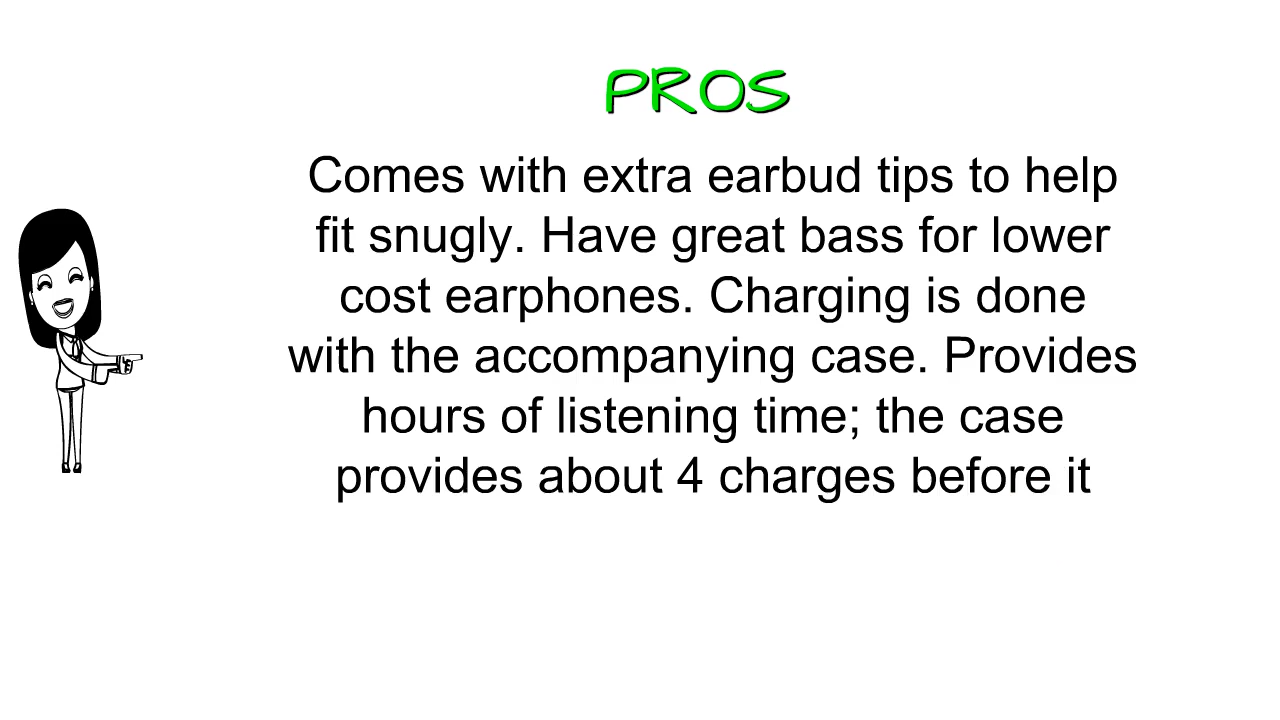 PROS
Comes with extra earbud tips to help
fit snugly. Have great bass for lower
cost earphones. Charging is done
with the accompanying case. Provides
hours of listening time; the case
provides about 4 charges before it